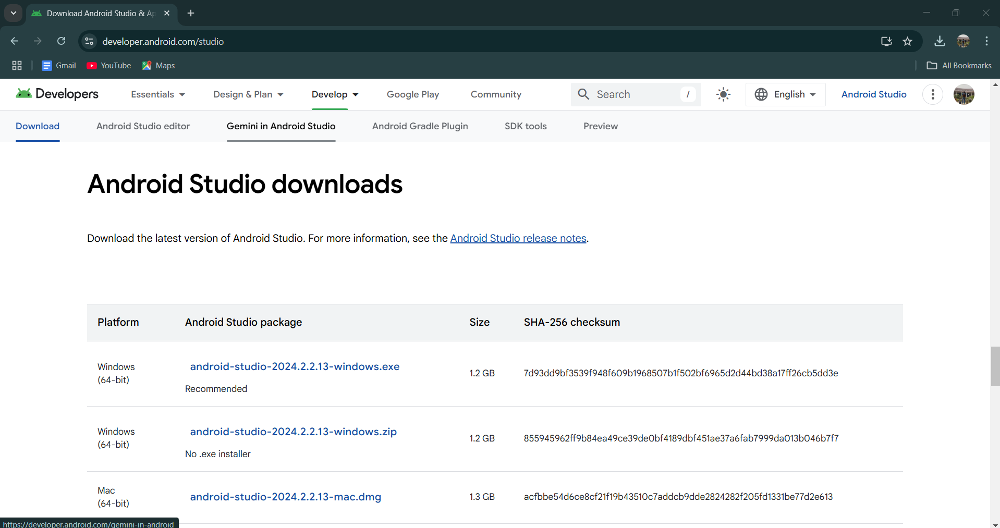 Download Android Studio & Ap
developer.android.com/studio
Gmail YouTube Maps All Bookmarks
Developers Essentials Design & Plan Develop Google Play Community Search / English Android Studio
Download Android Studio editor Gemini in Android Studio Android Gradle Plugin SDK tools Preview
Android Studio downloads
Download the latest version of Android Studio. For more information, see the Android Studio release notes.
Platform Android Studio package Size SHA-256 checksum
Windows
(64-bit)
android-studio-2024.2.2.13-windows.exe
Recommended
1.2 GB
7d93dd9bf3539f948f609b1968507b1f502bf6965d2d44bd38a17ff26cb5dd3e
Windows
(64-bit)
android-studio-2024.2.2.13-windows.zip
No .exe installer
1.2 GB
855945962ff9b84ea49ce39de0bf4189dbf451ae37a6fab7999da013b046b7f7
Mac
(64-bit)
android-studio-2024.2.2.13-mac.dmg
1.3 GB
acfbbe54d6ce8cf21f19b43510c7addcb9dde2824282f205fd1331be77d2e613
https://developer.android.com/gemini-in-android